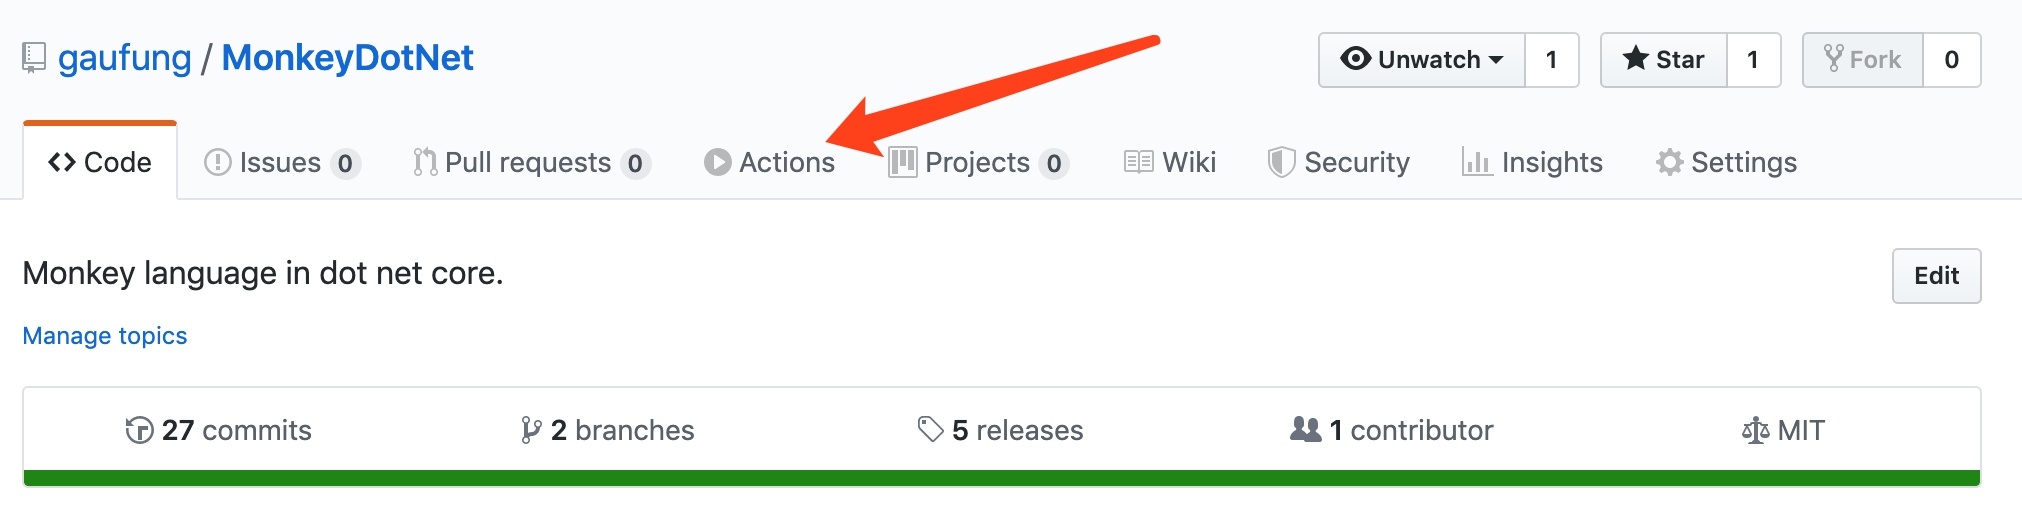 gaufung / MonkeyDotNet Unwatch 1 Star 1 Fork 0
Code Issues 0 Pull requests 0 Actions Projects 0 Wiki Security Insights Settings
Monkey language in dot net core. Edit
Manage topics
27 commits 2 branches 5 releases 1 contributor MIT